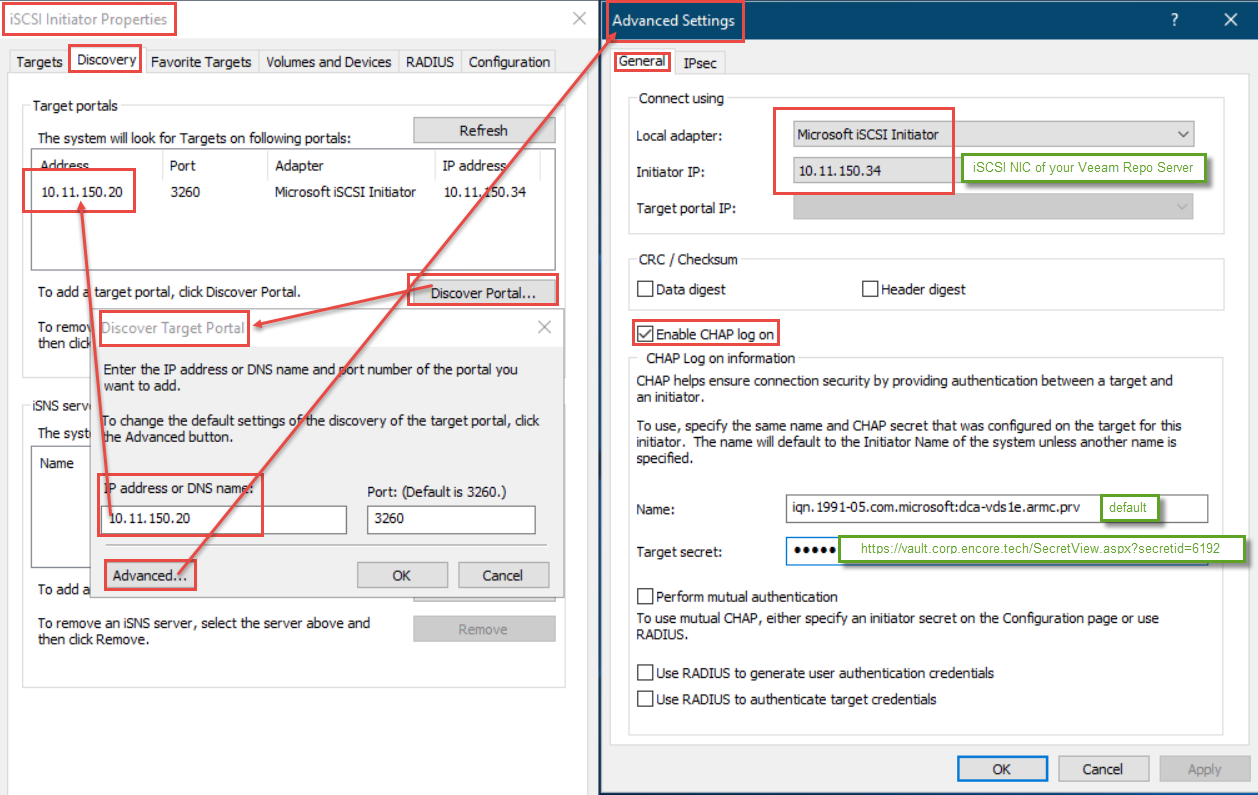 iSCSI Initiator Properties
Targets Discovery Favorite Targets Volumes and Devices RADIUS Configuration
Target portals
The system will look for Targets on following portals:
Refresh
Address Port Adapter IP address
10.11.150.20 3260 Microsoft iSCSI Initiator 10.11.150.34
To add a target portal, click Discover Portal.
Discover Portal...
To remov
then click
Discover Target Portal
Enter the IP address or DNS name and port number of the portal you
want to add.
To change the default settings of the discovery of the target portal, click
the Advanced button.
IP address or DNS name:
Port: (Default is 3260.)
10.11.150.20
3260
Advanced...
OK
Cancel
iSNS serve
The syst
Name
To add a
To remove an iSNS server, select the server above and
then click Remove.
Remove
Advanced Settings
?
General IPsec
Connect using
Local adapter:
Microsoft iSCSI Initiator
Initiator IP:
10.11.150.34
iSCSI NIC of your Veeam Repo Server
Target portal IP:
CRC / Checksum
Data digest
Header digest
Enable CHAP log on
CHAP Log on information
CHAP helps ensure connection security by providing authentication between a target and
an initiator.
To use, specify the same name and CHAP secret that was configured on the target for this
initiator. The name will default to the Initiator Name of the system unless another name is
specified.
Name:
iqn.1991-05.com.microsoft:dca-vds1e.armc.prv
default
Target secret:
●●●●●
https://vault.corp.encore.tech/SecretView.aspx?secretid=6192
Perform mutual authentication
To use mutual CHAP, either specify an initiator secret on the Configuration page or use
RADIUS.
Use RADIUS to generate user authentication credentials
Use RADIUS to authenticate target credentials
OK
Cancel
Apply